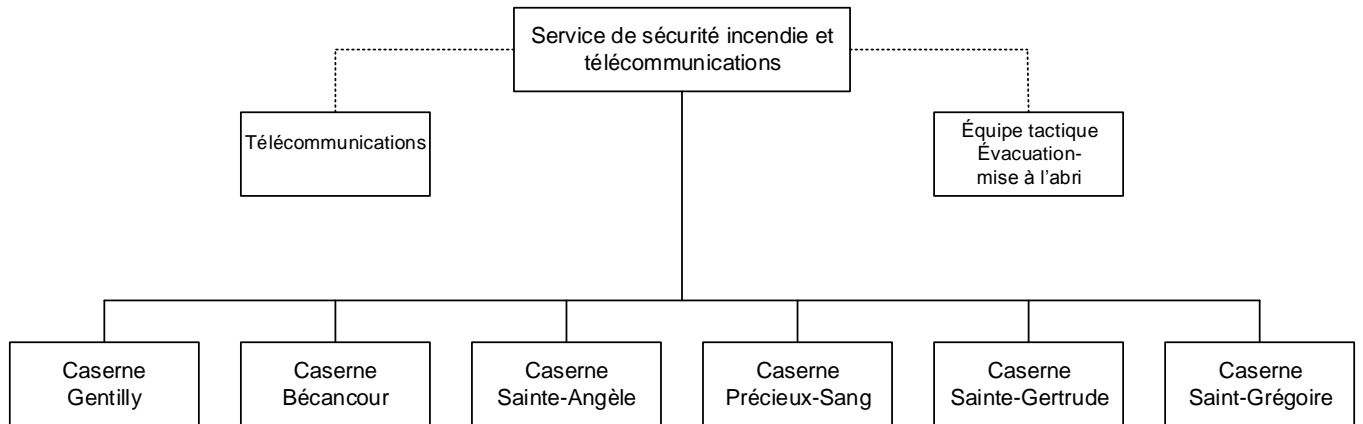 Service de sécurité incendie et
télécommunications
Télécommunications
Équipe tactique
Évacuation-
mise à l’abri
Caserne
Gentilly
Caserne
Bécancour
Caserne
Sainte-Angèle
Caserne
Précieux-Sang
Caserne
Sainte-Gertrude
Caserne
Saint-Grégoire